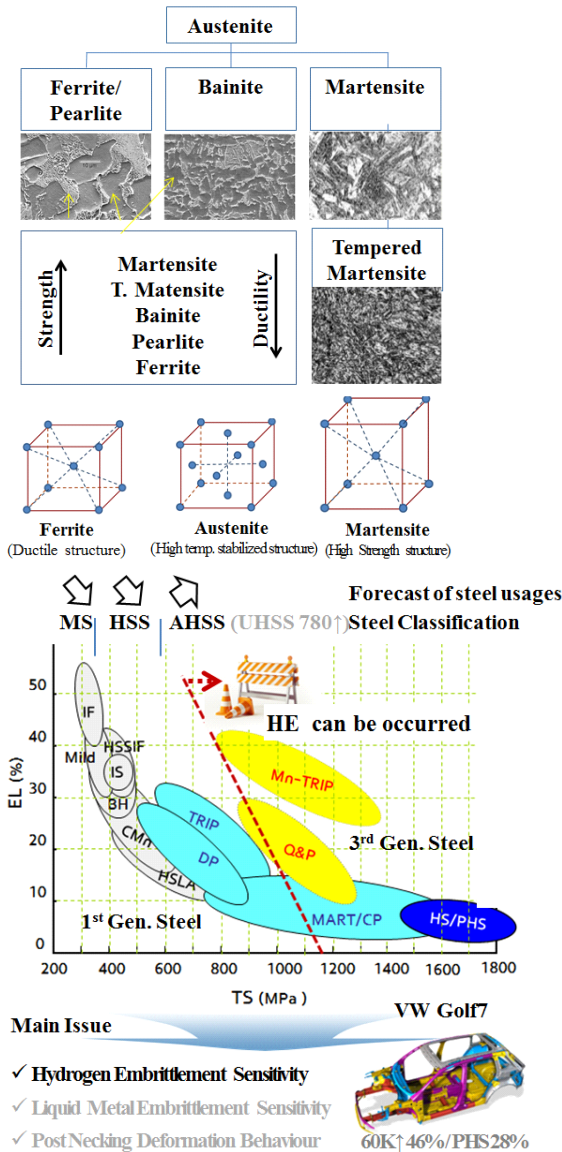 Austenite
Ferrite/
Pearlite
Bainite
Martensite
Strength
Martensite
T. Matensite
Bainite
Pearlite
Ferrite
Ductility
Tempered
Martensite
Ferrite
(Ductile structure)
Austenite
(High temp. stabilized structure)
Martensite
(High Strength structure)
Forecast of steel usages
MS HSS AHSS (UHSS 780↑) Steel Classification
50
40
30
20
10
0
EL (%)
IF
Mild
HSSIF
IS
BH
CMn
HSLA
TRIP
DP
HE can be occurred
Mn-TRIP
Q&P
3rd Gen. Steel
1st Gen. Steel
MART/CP
HS/PHS
200 400 600 800 1000 1200 1400 1600 1800
TS (MPa)
VW Golf7
Main Issue
✓ Hydrogen Embrittlement Sensitivity
✓ Liquid Metal Embrittlement Sensitivity
✓ Post Necking Deformation Behaviour
60K↑46%/PHS28%